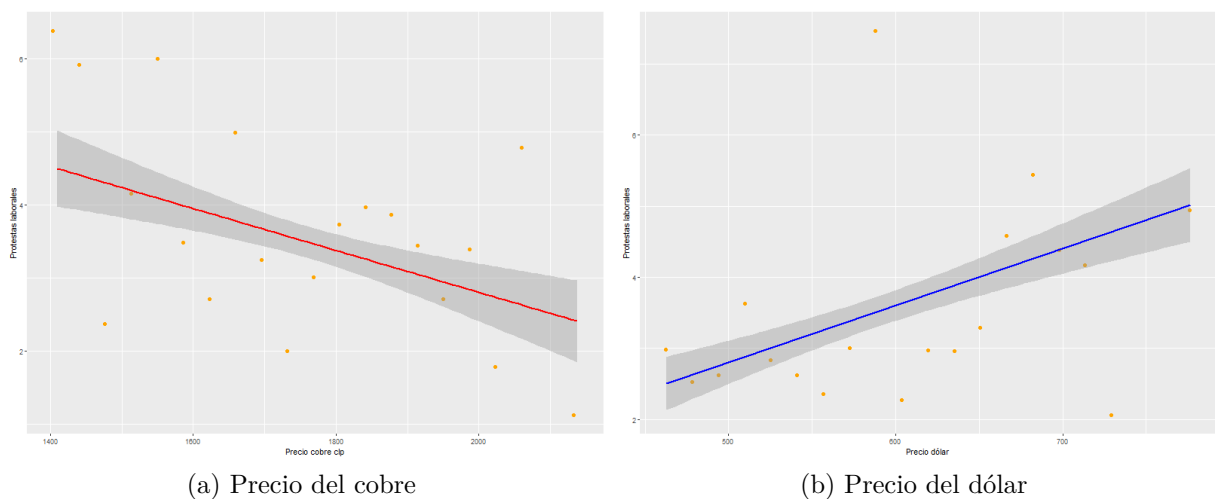 6
4
2
Protestas laborales
1400
1600
1800
2000
Precio cobre clp
(a) Precio del cobre
6
4
2
Protestas laborales
500
600
700
Precio dólar
(b) Precio del dólar